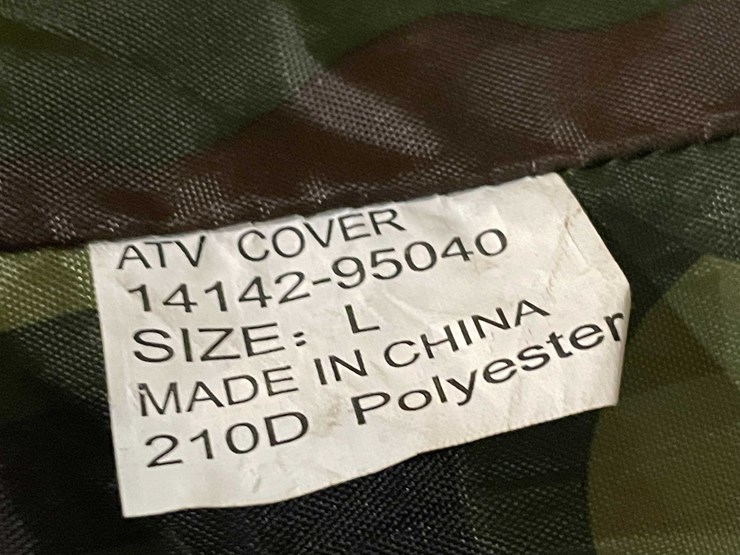 ATV COVER
14142-95040
SIZE: L
MADE IN CHINA
210D Polyester